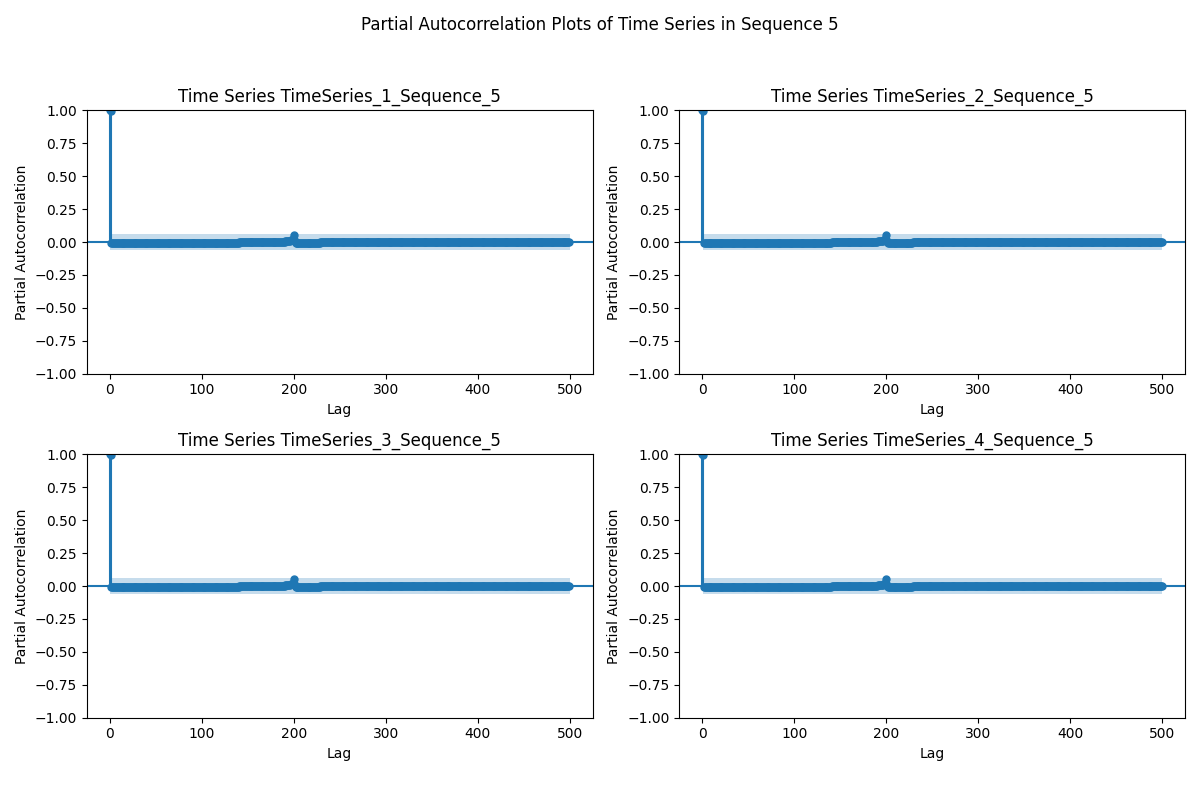 Partial Autocorrelation Plots of Time Series in Sequence 5
Time Series TimeSeries_1_Sequence_5
Partial Autocorrelation
1.00
0.75
0.50
0.25
0.00
−0.25
−0.50
−0.75
−1.00
0 100 200 300 400 500
Lag
Time Series TimeSeries_2_Sequence_5
Partial Autocorrelation
1.00
0.75
0.50
0.25
0.00
−0.25
−0.50
−0.75
−1.00
0 100 200 300 400 500
Lag
Time Series TimeSeries_3_Sequence_5
Partial Autocorrelation
1.00
0.75
0.50
0.25
0.00
−0.25
−0.50
−0.75
−1.00
0 100 200 300 400 500
Lag
Time Series TimeSeries_4_Sequence_5
Partial Autocorrelation
1.00
0.75
0.50
0.25
0.00
−0.25
−0.50
−0.75
−1.00
0 100 200 300 400 500
Lag